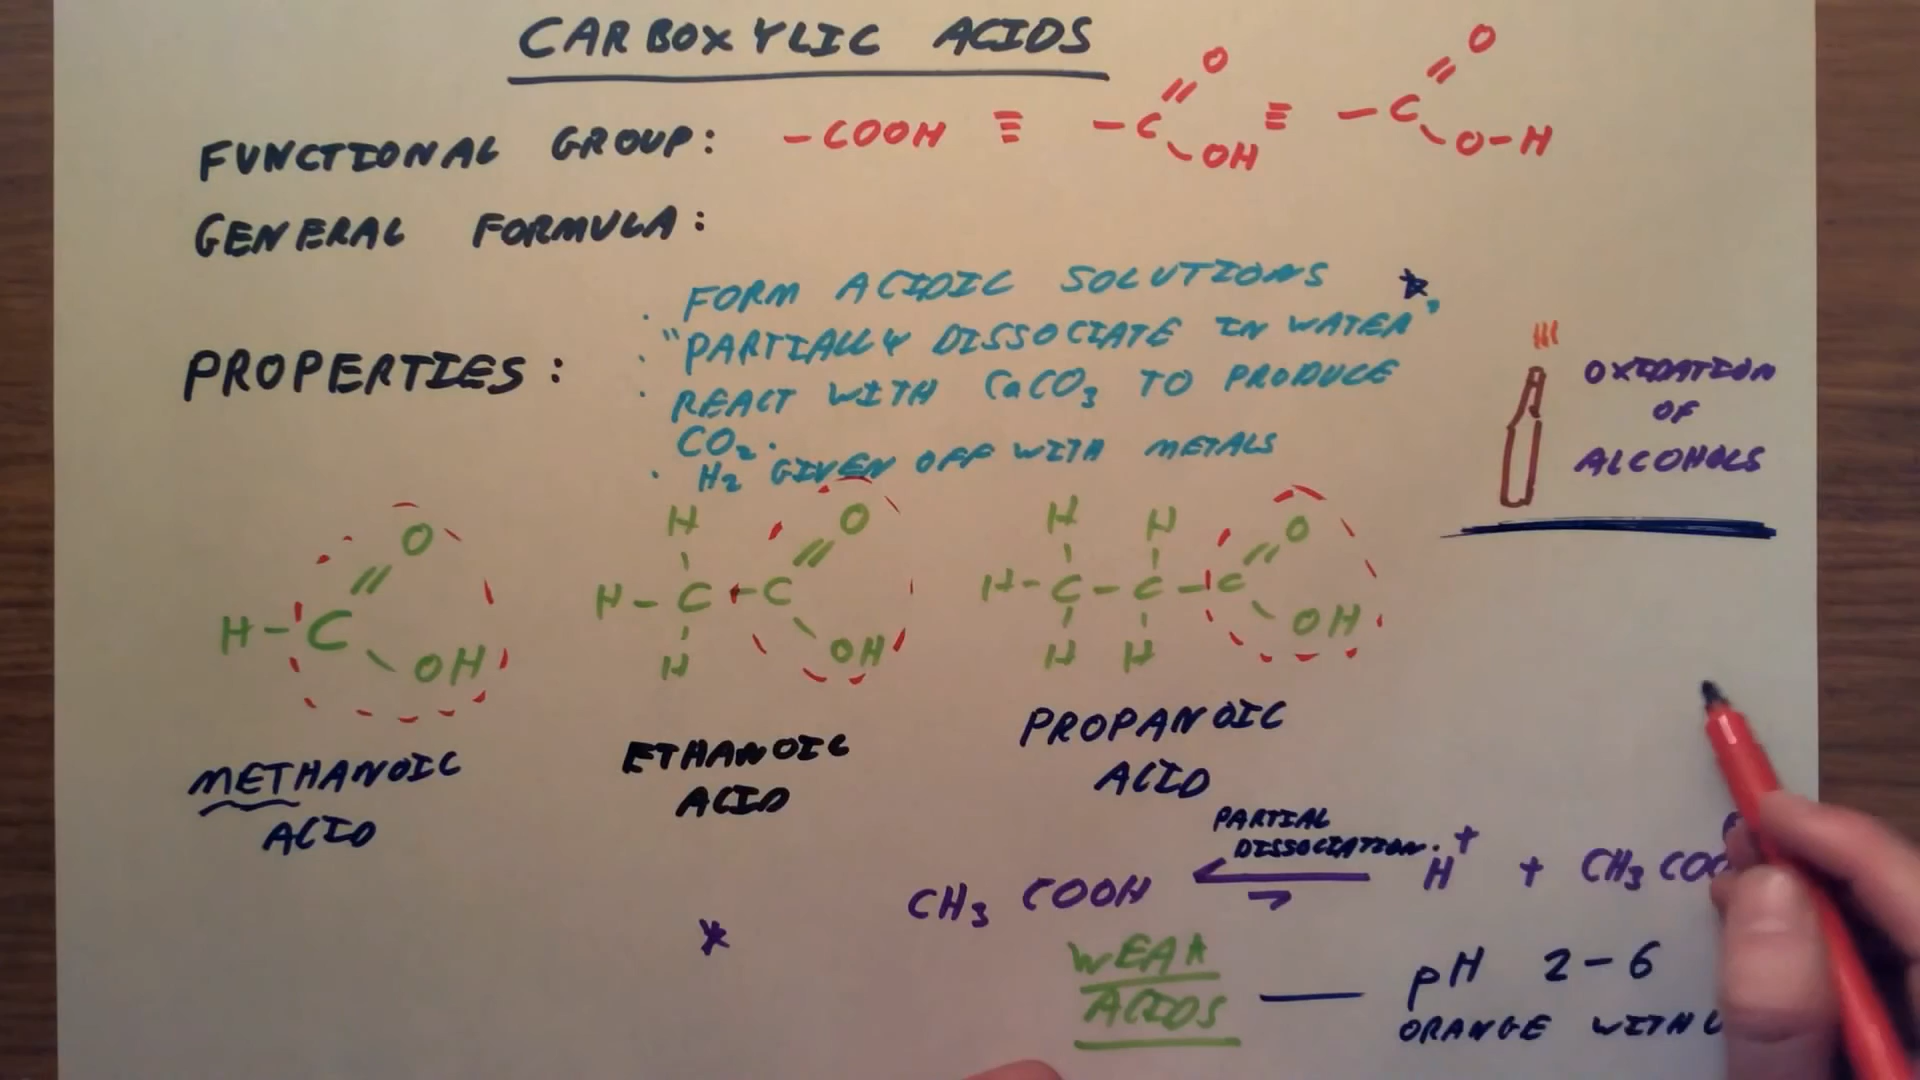 CARBOXYLIC ACIDS
FUNCTIONAL GROUP: -COOH ≡ -C=O-OH ≡ -C=O-O-H
GENERAL FORMULA:
PROPERTIES:
· FORM ACIDIC SOLUTIONS *
· "PARTIALLY DISSOCIATE IN WATER"
· REACT WITH CaCO3 TO PRODUCE
CO2.
· H2 GIVEN OFF WITH METALS
OXIDATION
OF
ALCOHOLS
O
H-C
OH
H
O
H-C-C
OH
H
H H
O
H-C-C-C
OH
H H
METHANOIC
ACID
ETHANOIC
ACID
PROPANOIC
ACID
PARTIAL
DISSOCIATION.
* CH3 COOH ⇌ H+ + CH3 COO
WEAK
ACIDS — pH 2-6
ORANGE WITH